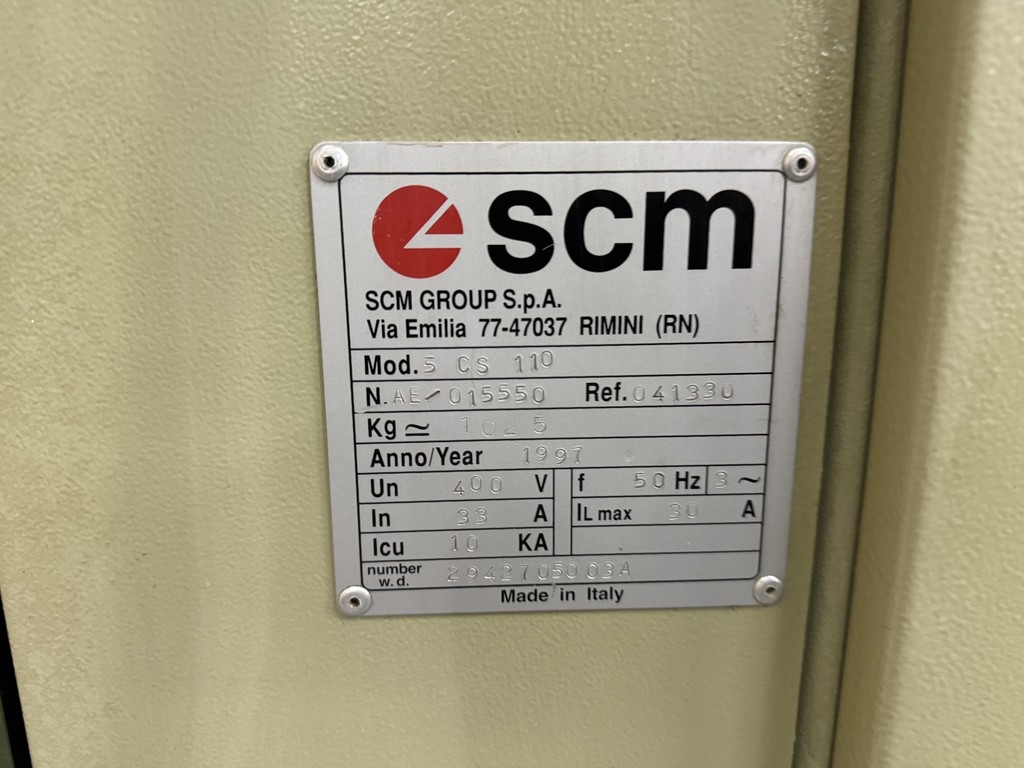 scm
SCM GROUP S.p.A.
Via Emilia 77-47037 RIMINI (RN)
Mod. 5 CS 110
N. AE/015550 Ref. 041330
Kg ≃ 1025
Anno/Year 1997
Un 400 V f 50 Hz 3 ~
In 33 A IL max 30 A
Icu 10 KA
number w.d. 2942705003A
Made in Italy